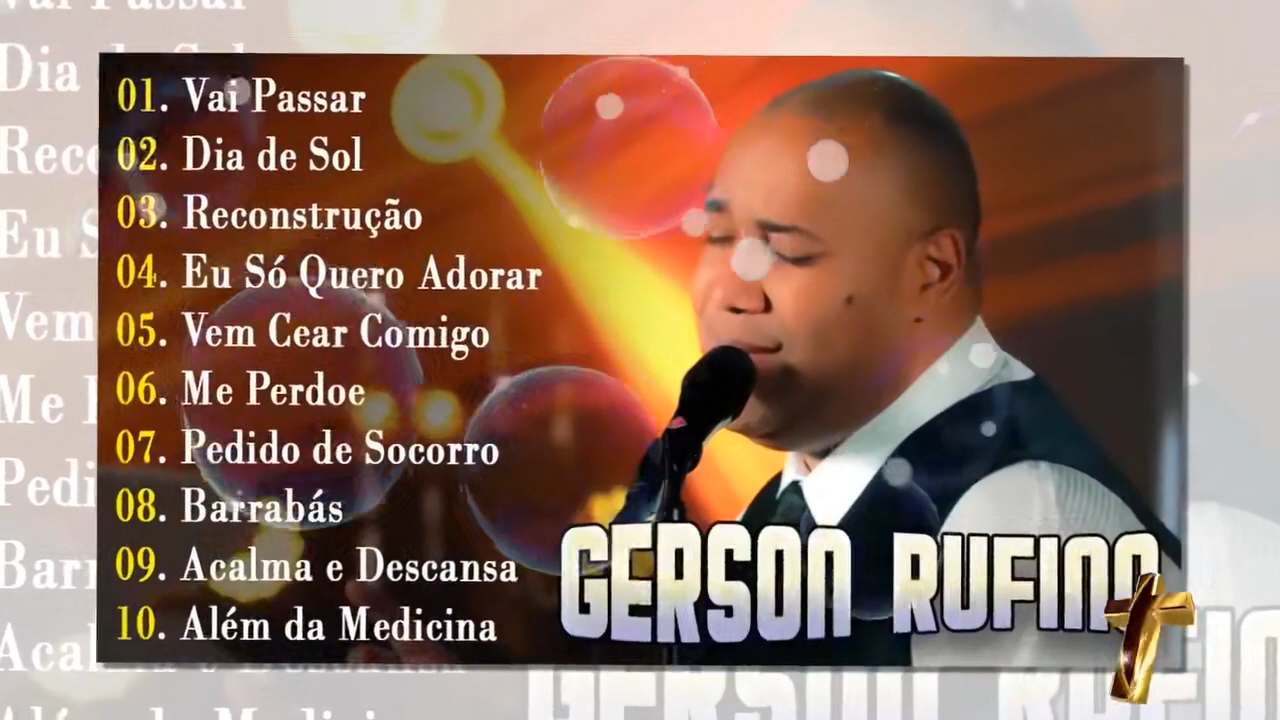 01. Vai Passar
02. Dia de Sol
03. Reconstrução
04. Eu Só Quero Adorar
05. Vem Cear Comigo
06. Me Perdoe
07. Pedido de Socorro
08. Barrabás
09. Acalma e Descansa
10. Além da Medicina
GERSON RUFINO